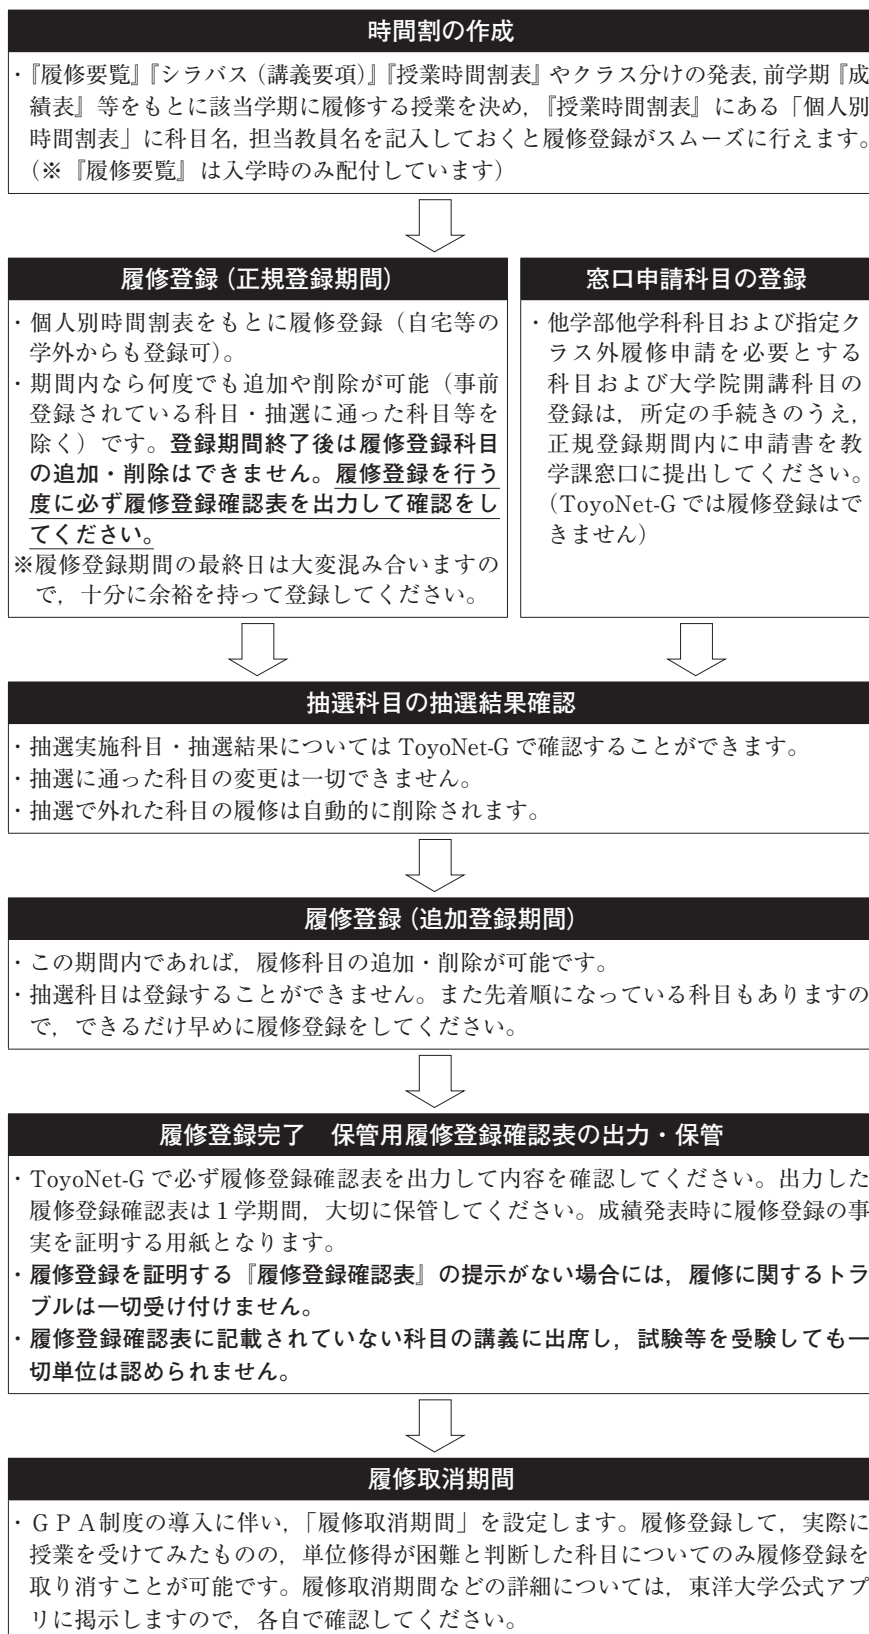 時間割の作成
・『履修要覧』『シラバス（講義要項）』『授業時間割表』やクラス分けの発表，前学期『成
績表』等をもとに該当学期に履修する授業を決め，『授業時間割表』にある「個人別
時間割表」に科目名，担当教員名を記入しておくと履修登録がスムーズに行えます。
（※『履修要覧』は入学時のみ配付しています）
履修登録（正規登録期間）
・個人別時間割表をもとに履修登録（自宅等の
学外からも登録可）。
・期間内なら何度でも追加や削除が可能（事前
登録されている科目・抽選に通った科目等を
除く）です。登録期間終了後は履修登録科目
の追加・削除はできません。履修登録を行う
度に必ず履修登録確認表を出力して確認をし
てください。
※履修登録期間の最終日は大変混み合いますの
で，十分に余裕を持って登録してください。
窓口申請科目の登録
・他学部他学科科目および指定ク
ラス外履修申請を必要とする
科目および大学院開講科目の
登録は，所定の手続きのうえ，
正規登録期間内に申請書を教
学課窓口に提出してください。
（ToyoNet-G では履修登録はで
きません）
抽選科目の抽選結果確認
・抽選実施科目・抽選結果については ToyoNet-G で確認することができます。
・抽選に通った科目の変更は一切できません。
・抽選で外れた科目の履修は自動的に削除されます。
履修登録（追加登録期間）
・この期間内であれば，履修科目の追加・削除が可能です。
・抽選科目は登録することができません。また先着順になっている科目もありますの
で，できるだけ早めに履修登録をしてください。
履修登録完了　保管用履修登録確認表の出力・保管
・ToyoNet-G で必ず履修登録確認表を出力して内容を確認してください。出力した
履修登録確認表は１学期間，大切に保管してください。成績発表時に履修登録の事
実を証明する用紙となります。
・履修登録を証明する『履修登録確認表』の提示がない場合には，履修に関するトラ
ブルは一切受け付けません。
・履修登録確認表に記載されていない科目の講義に出席し，試験等を受験しても一
切単位は認められません。
履修取消期間
・ＧＰＡ制度の導入に伴い，「履修取消期間」を設定します。履修登録して，実際に
授業を受けてみたものの，単位修得が困難と判断した科目についてのみ履修登録を
取り消すことが可能です。履修取消期間などの詳細については，東洋大学公式アプ
リに掲示しますので，各自で確認してください。